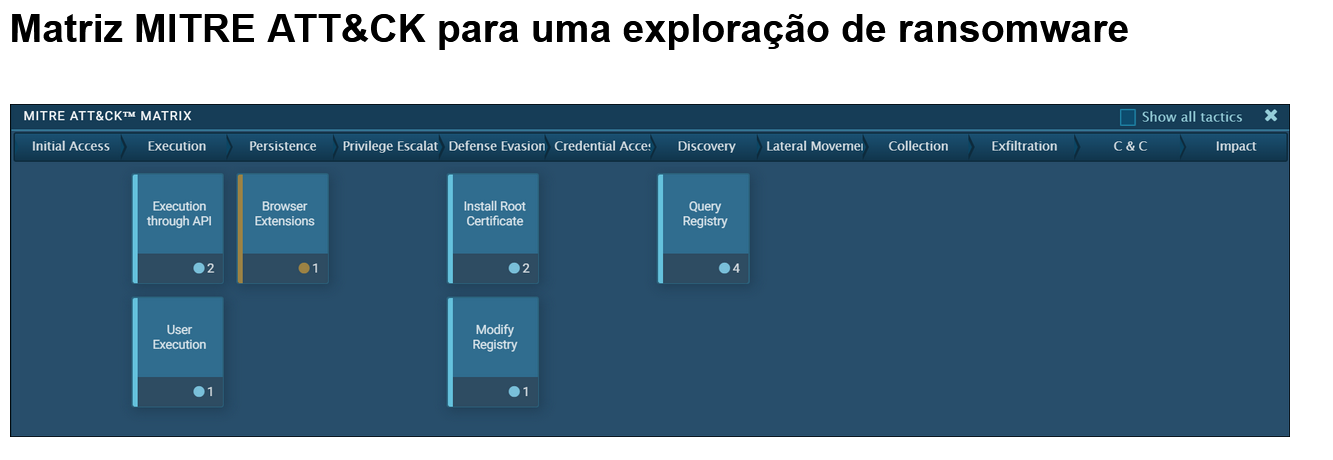 Matriz MITRE ATT&CK para uma exploração de ransomware
MITRE ATT&CK™ MATRIX
Show all tactics
Initial Access
Execution
Persistence
Privilege Escalat
Defense Evasion
Credential Acces
Discovery
Lateral Movemen
Collection
Exfiltration
C & C
Impact
Execution
through API
2
Browser
Extensions
1
Install Root
Certificate
2
Query
Registry
4
User
Execution
1
Modify
Registry
1